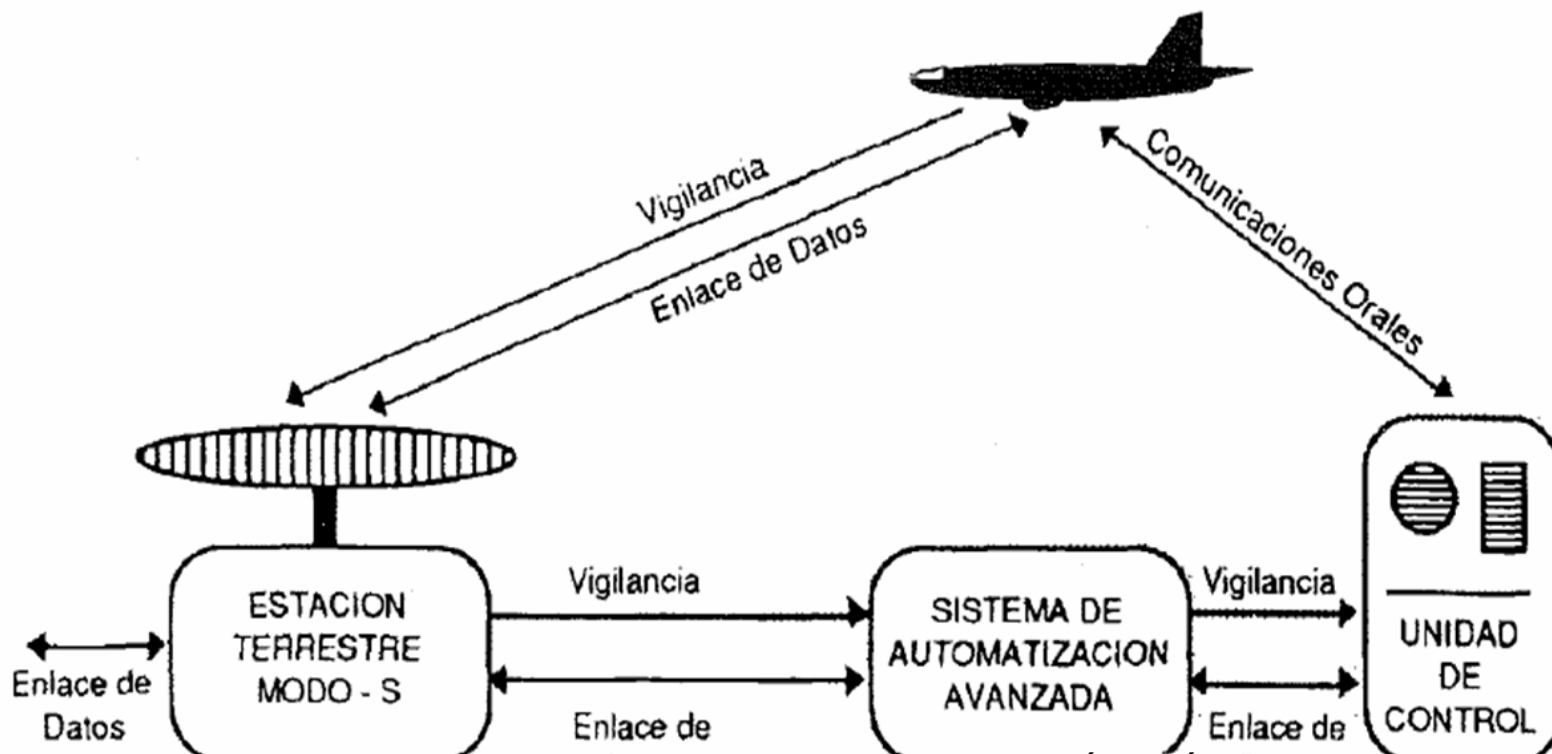 Vigilancia
Enlace de Datos
Comunicaciones Orales
ESTACION
TERRESTRE
MODO - S
Enlace de
Datos
Vigilancia
Enlace de
SISTEMA DE
AUTOMATIZACION
AVANZADA
Vigilancia
Enlace de
UNIDAD
DE
CONTROL